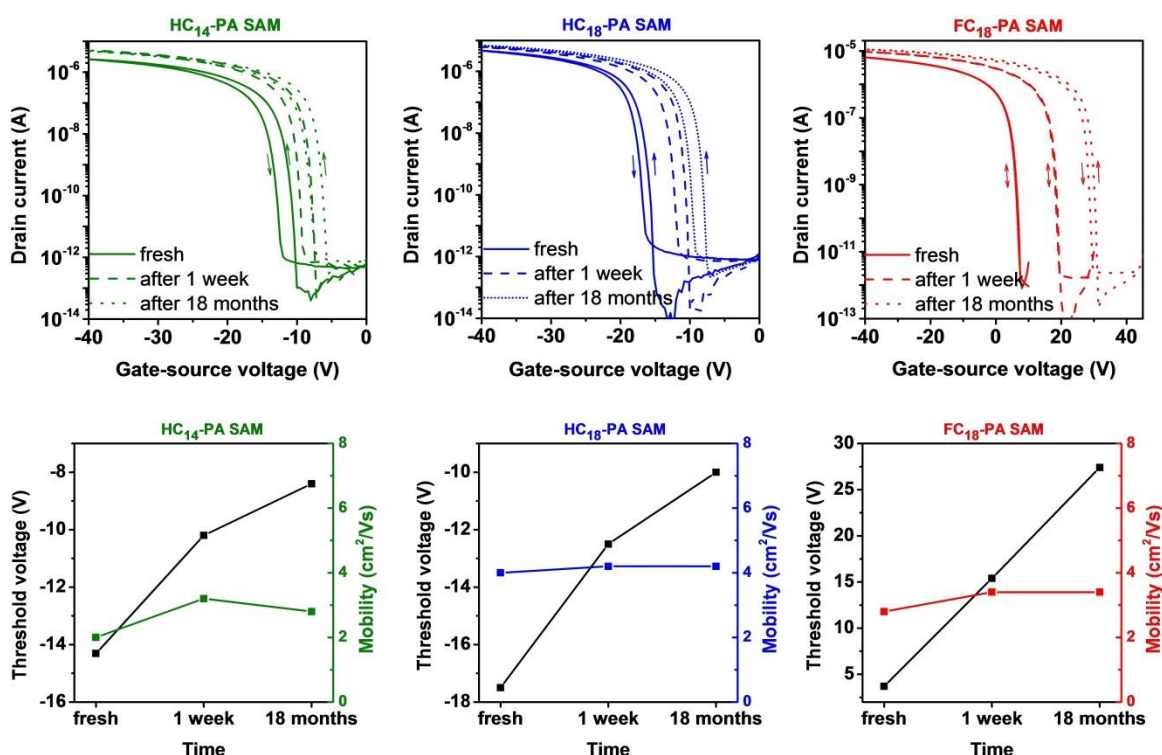 HC₁₄-PA SAM
Drain current (A)
10⁻⁶
10⁻⁸
10⁻¹⁰
10⁻¹²
10⁻¹⁴
fresh
after 1 week
after 18 months
-40 -30 -20 -10 0
Gate-source voltage (V)
HC₁₈-PA SAM
Drain current (A)
10⁻⁶
10⁻⁸
10⁻¹⁰
10⁻¹²
10⁻¹⁴
fresh
after 1 week
after 18 months
-40 -30 -20 -10 0
Gate-source voltage (V)
FC₁₈-PA SAM
Drain current (A)
10⁻⁵
10⁻⁷
10⁻⁹
10⁻¹¹
10⁻¹³
fresh
after 1 week
after 18 months
-40 -20 0 20 40
Gate-source voltage (V)
HC₁₄-PA SAM
Threshold voltage (V)
-8
-10
-12
-14
-16
8
6
4
2
0
Mobility (cm²/Vs)
fresh 1 week 18 months
Time
HC₁₈-PA SAM
Threshold voltage (V)
-10
-12
-14
-16
-18
8
6
4
2
0
Mobility (cm²/Vs)
fresh 1 week 18 months
Time
FC₁₈-PA SAM
Threshold voltage (V)
30
25
20
15
10
5
8
6
4
2
0
Mobility (cm²/Vs)
fresh 1 week 18 months
Time